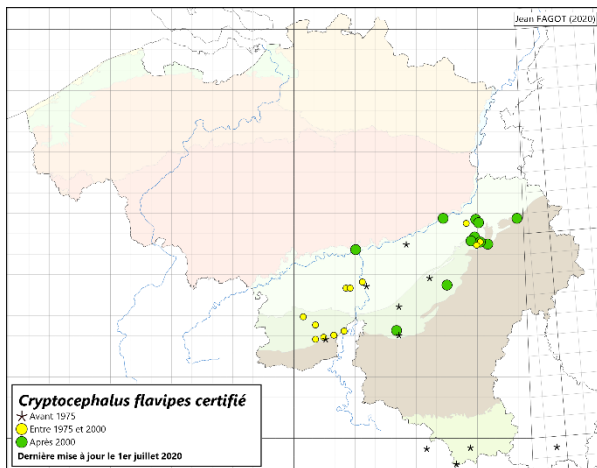 Jean FAGOT (2020)
Cryptocephalus flavipes certifié
Avant 1975
Entre 1975 et 2000
Après 2000
Dernière mise à jour le 1er juillet 2020